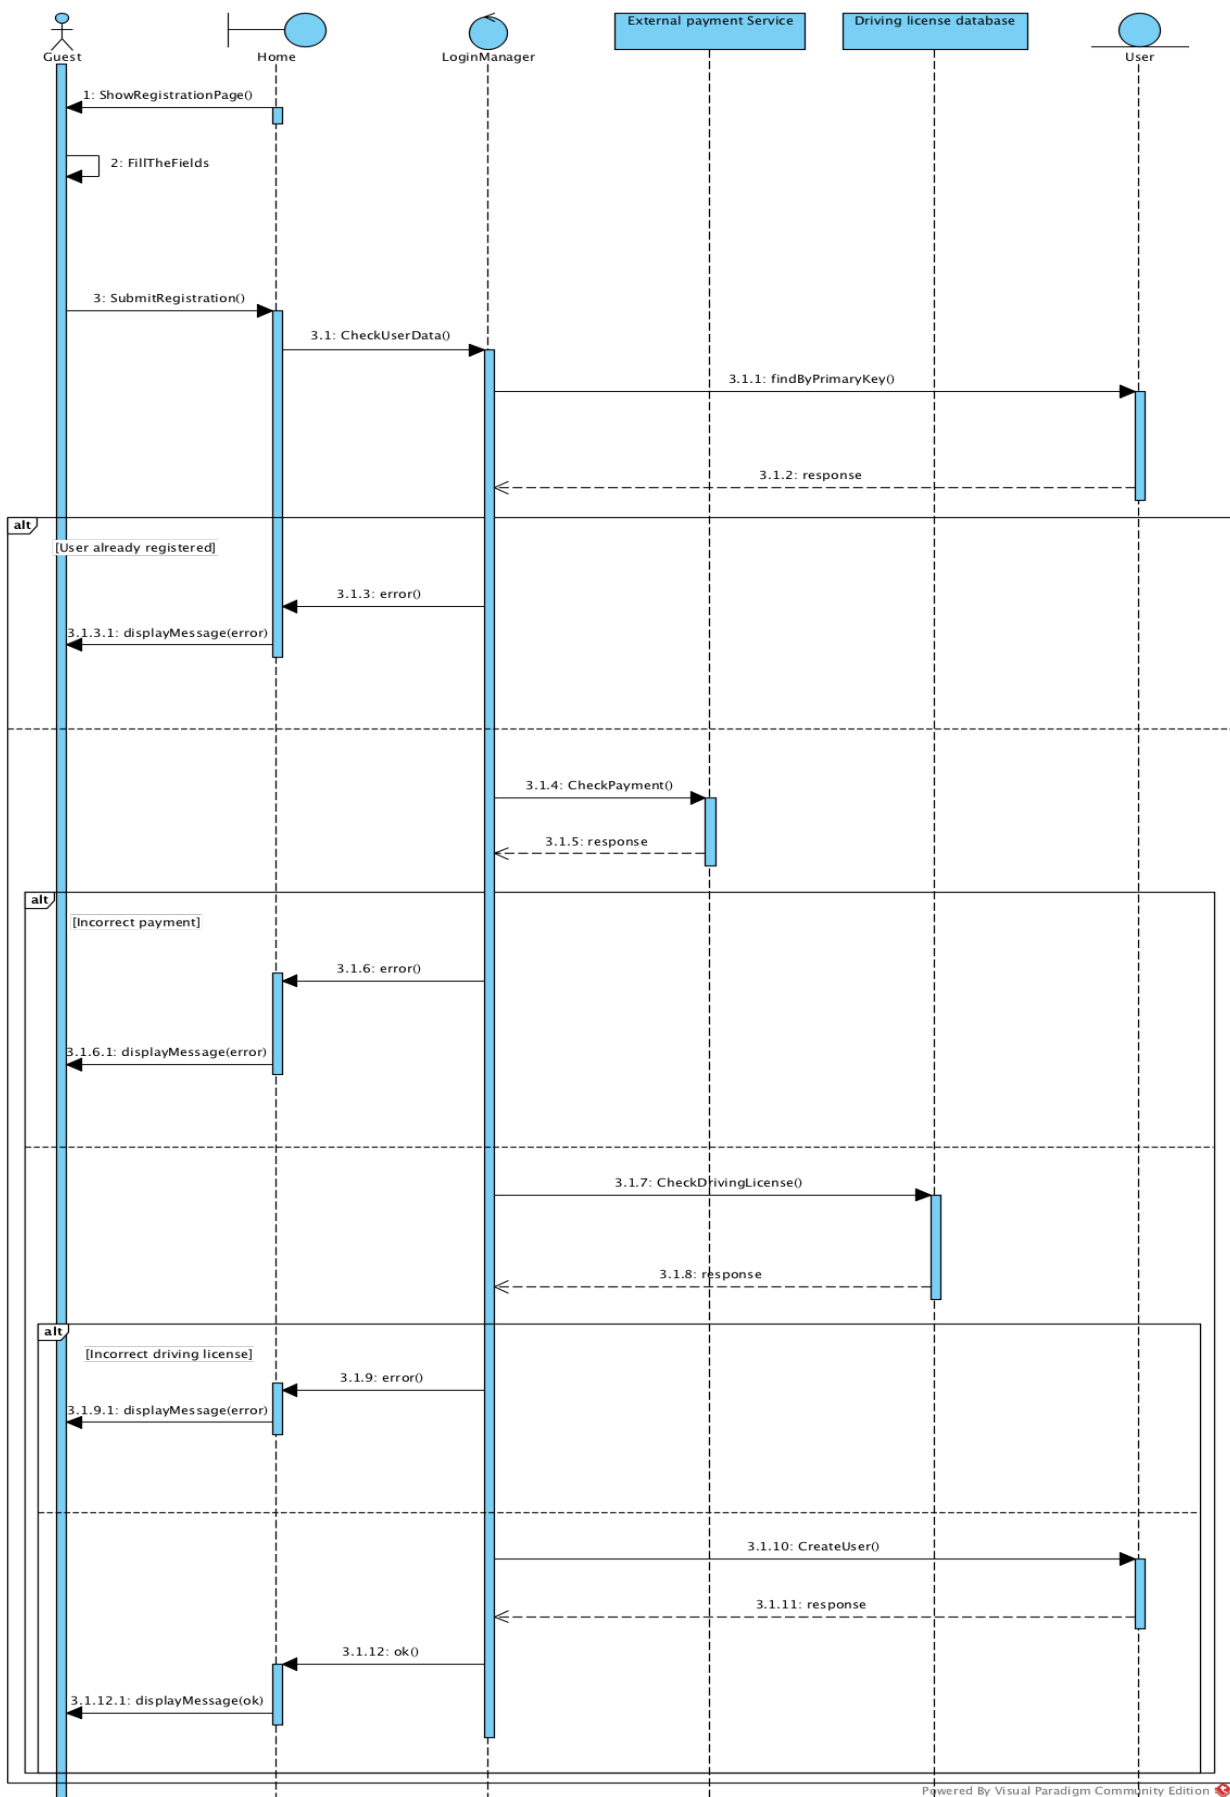 External payment Service
Driving license database
Guest
Home
LoginManager
User
1: ShowRegistrationPage()
2: FillTheFields
3: SubmitRegistration()
3.1: CheckUserData()
3.1.1: findByPrimaryKey()
3.1.2: response
alt
[User already registered]
3.1.3: error()
3.1.3.1: displayMessage(error)
3.1.4: CheckPayment()
3.1.5: response
alt
[Incorrect payment]
3.1.6: error()
3.1.6.1: displayMessage(error)
3.1.7: CheckDrivingLicense()
3.1.8: response
alt
[Incorrect driving license]
3.1.9: error()
3.1.9.1: displayMessage(error)
3.1.10: CreateUser()
3.1.11: response
3.1.12: ok()
3.1.12.1: displayMessage(ok)
Powered By Visual Paradigm Community Edition